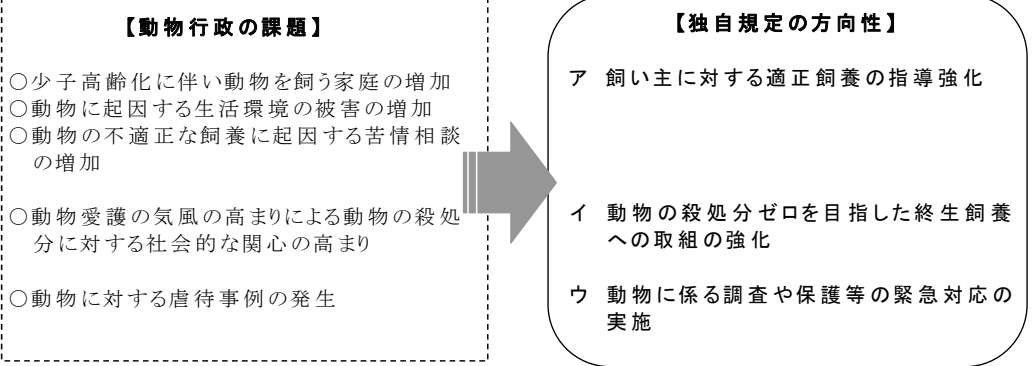 【動物行政の課題】
○少子高齢化に伴い動物を飼う家庭の増加
○動物に起因する生活環境の被害の増加
○動物の不適正な飼養に起因する苦情相談
の増加
○動物愛護の気風の高まりによる動物の殺処
分に対する社会的な関心の高まり
○動物に対する虐待事例の発生
【独自規定の方向性】
ア 飼い主に対する適正飼養の指導強化
イ 動物の殺処分ゼロを目指した終生飼養
への取組の強化
ウ 動物に係る調査や保護等の緊急対応の
実施